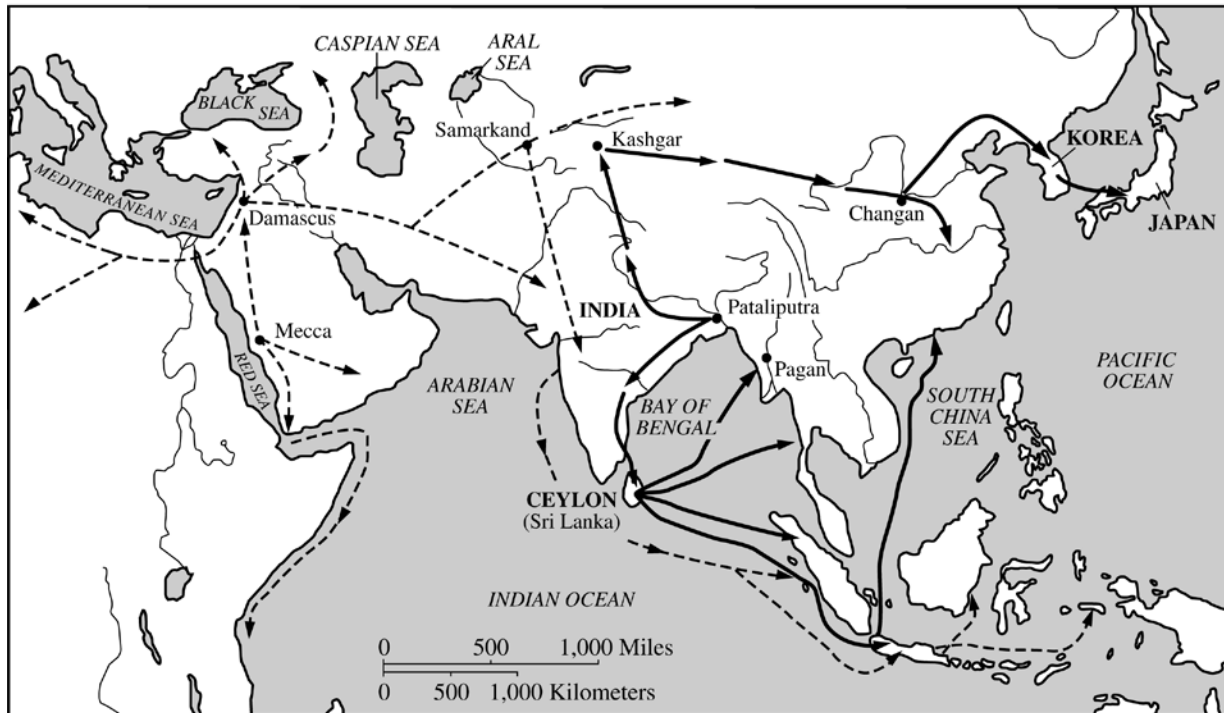 CASPIAN SEA
ARAL
SEA
BLACK
SEA
Samarkand
Kashgar
KOREA
MEDITERRANEAN SEA
Damascus
Changan
JAPAN
INDIA
Pataliputra
Mecca
Pagan
RED SEA
ARABIAN
SEA
BAY OF
BENGAL
SOUTH
CHINA
SEA
PACIFIC
OCEAN
CEYLON
(Sri Lanka)
INDIAN OCEAN
0 500 1,000 Miles
0 500 1,000 Kilometers